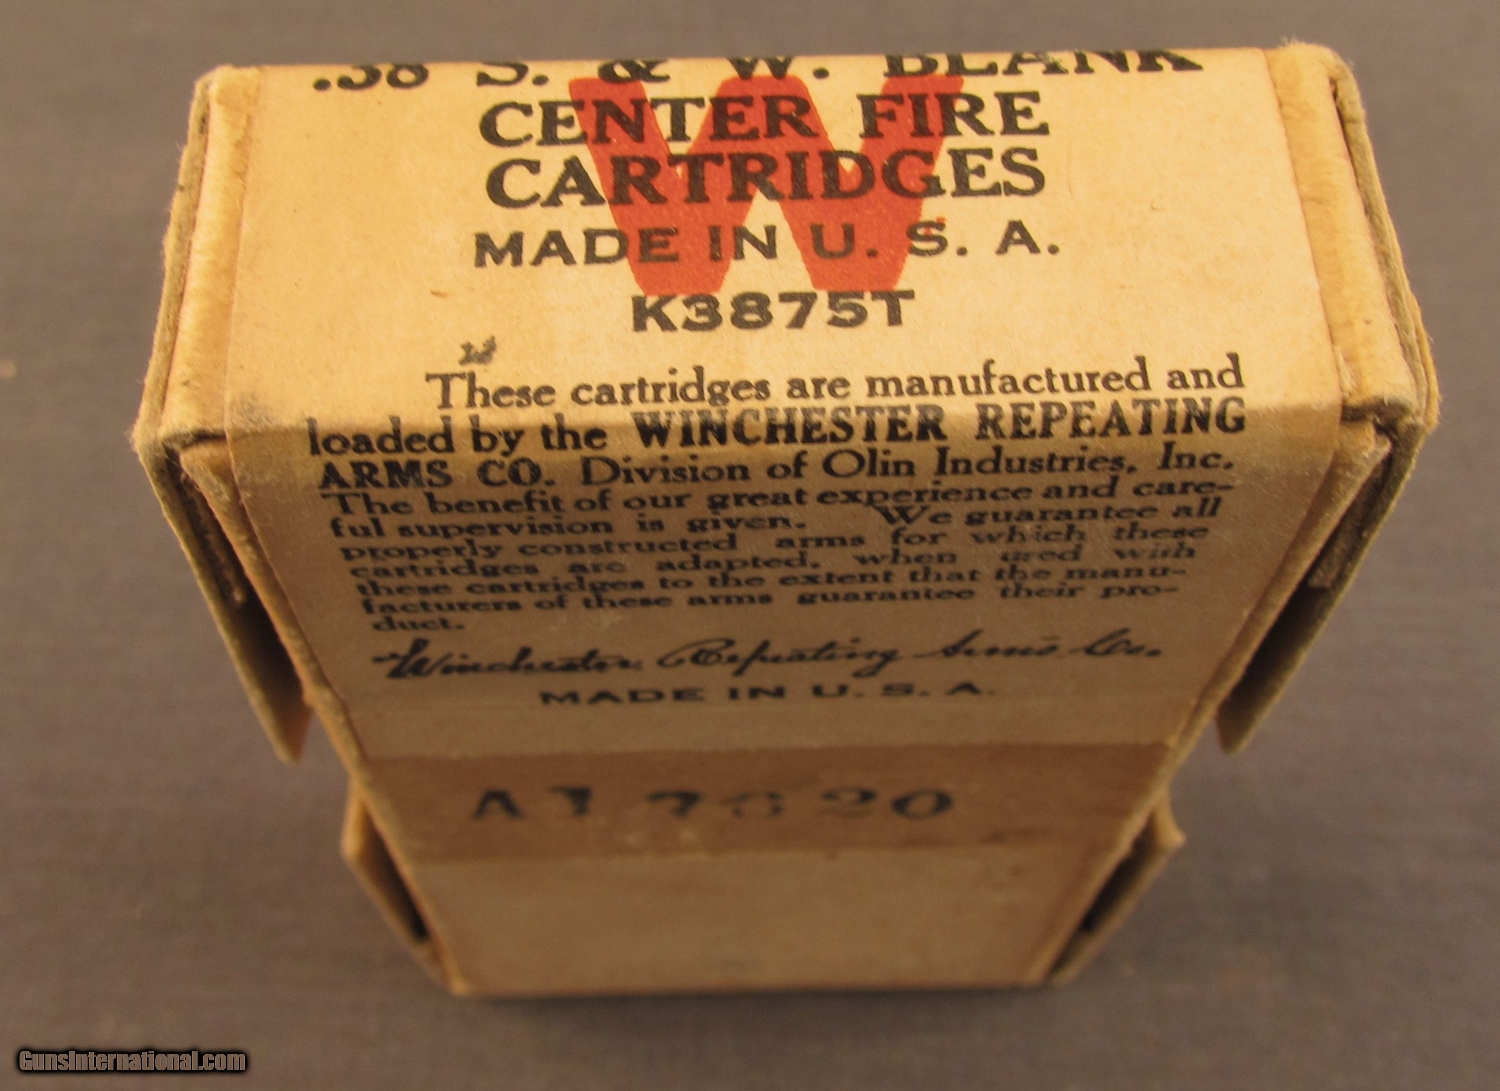 .38 S. & W. BLANK
CENTER FIRE
CARTRIDGES
MADE IN U. S. A.
K3875T
These cartridges are manufactured and
loaded by the WINCHESTER REPEATING
ARMS CO. Division of Olin Industries, Inc.
The benefit of our great experience and care-
ful supervision is given. We guarantee all
properly constructed arms for which these
cartridges are adapted, when used with
these cartridges to the extent that the manu-
facturers of these arms guarantee their pro-
duct.
Winchester Repeating Arms Co.
MADE IN U. S. A.
GunsInternational.com